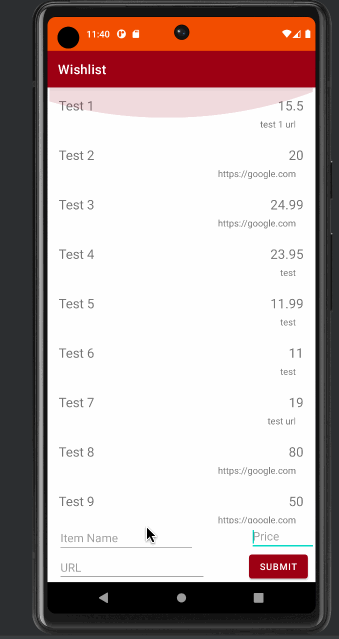 11:40
Wishlist
Test 1 15.5
test 1 url
Test 2 20
https://google.com
Test 3 24.99
https://google.com
Test 4 23.95
test
Test 5 11.99
test
Test 6 11
test
Test 7 19
test url
Test 8 80
https://google.com
Test 9 50
https://google.com
Item Name Price
URL SUBMIT